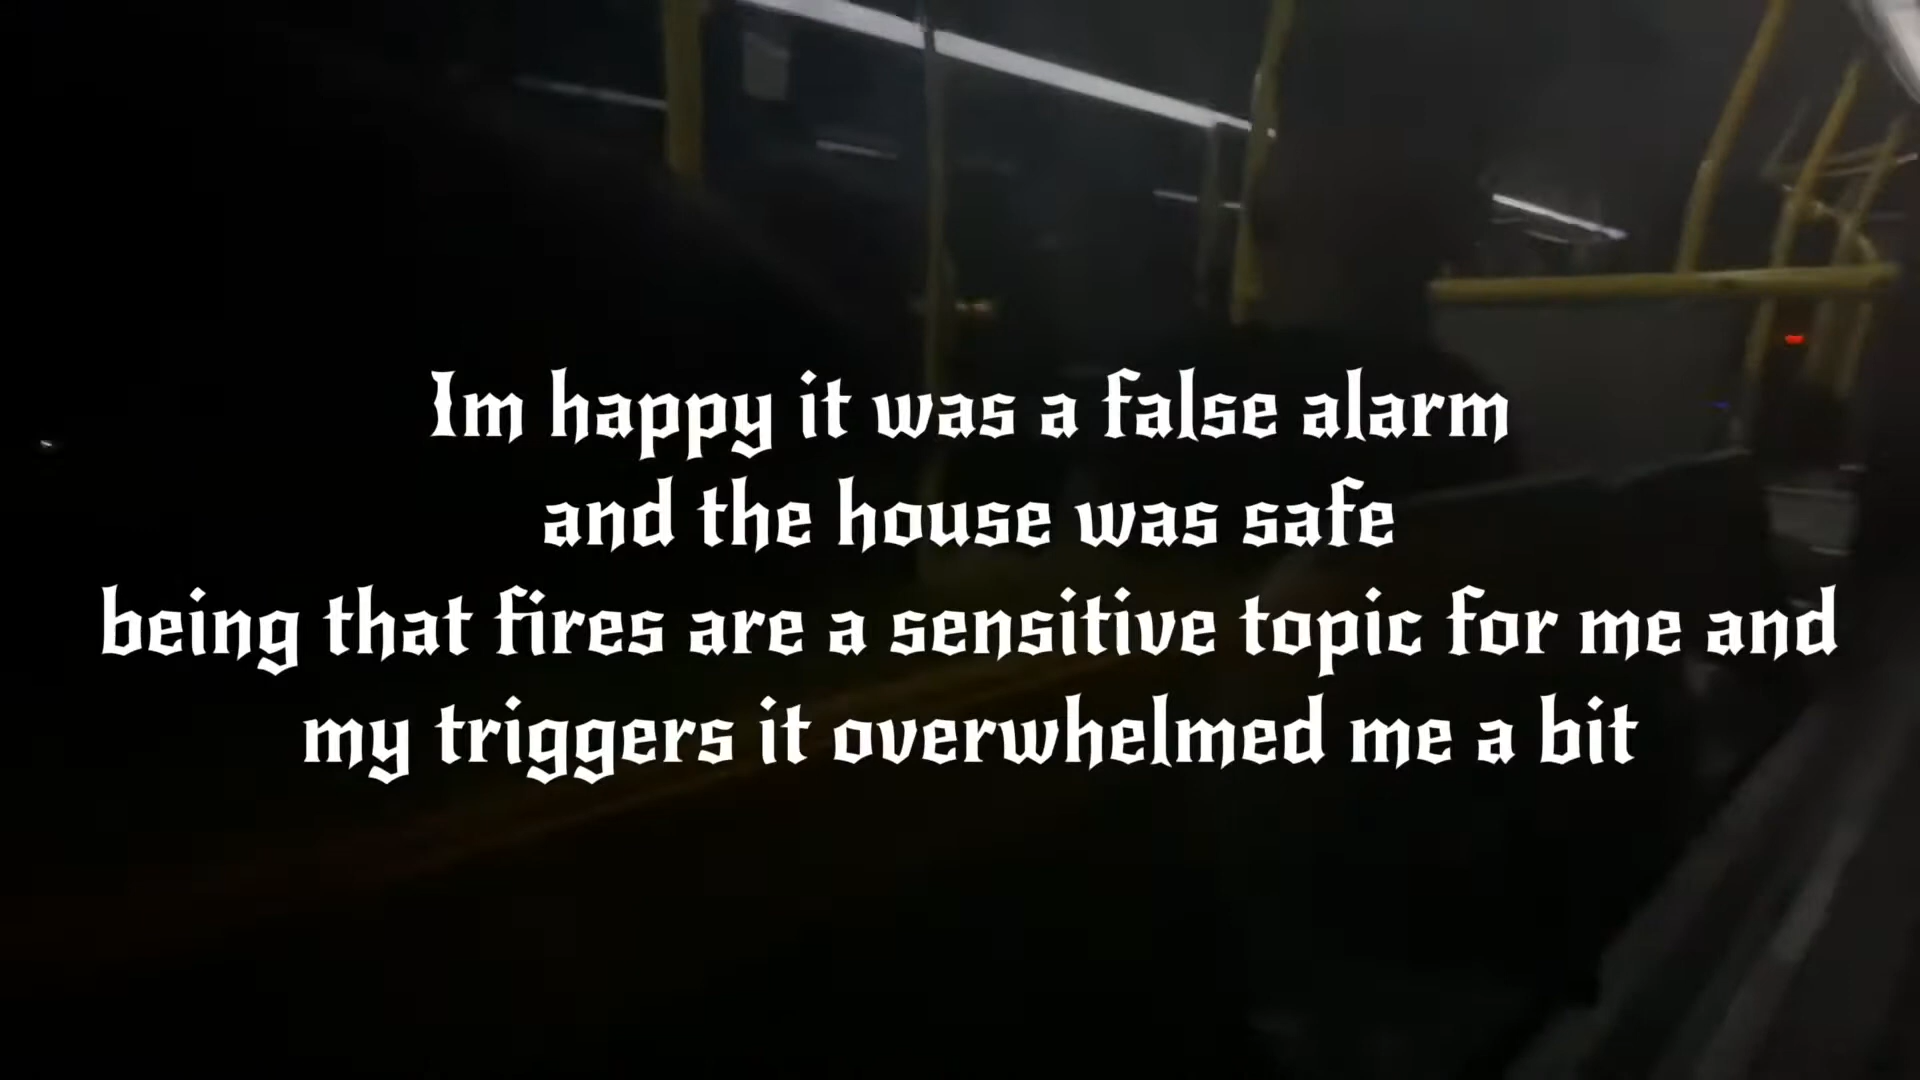 Im happy it was a false alarm
and the house was safe
being that fires are a sensitive topic for me and
my triggers it overwhelmed me a bit